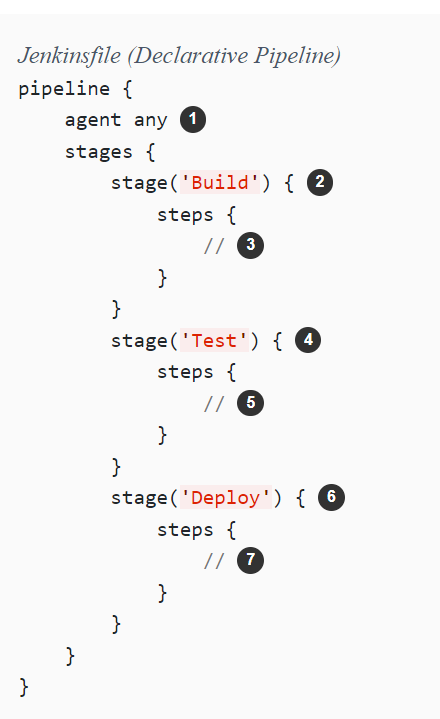 Jenkinsfile (Declarative Pipeline)
pipeline {
    agent any 1
    stages {
        stage('Build') { 2
            steps {
                // 3
            }
        }
        stage('Test') { 4
            steps {
                // 5
            }
        }
        stage('Deploy') { 6
            steps {
                // 7
            }
        }
    }
}